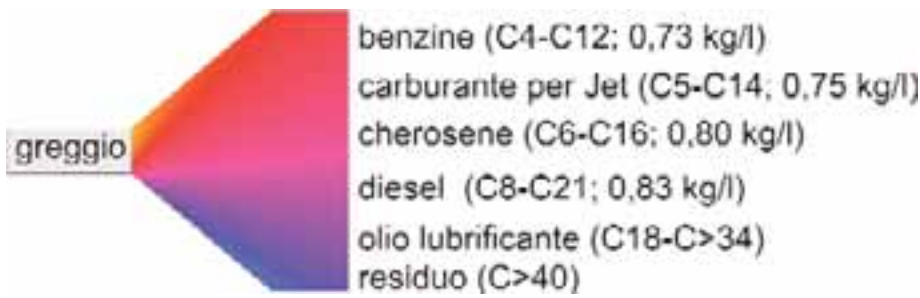 benzine (C4-C12; 0,73 kg/l)
carburante per Jet (C5-C14; 0,75 kg/l)
greggio
cherosene (C6-C16; 0,80 kg/l)
diesel (C8-C21; 0,83 kg/l)
olio lubrificante (C18-C>34)
residuo (C>40)